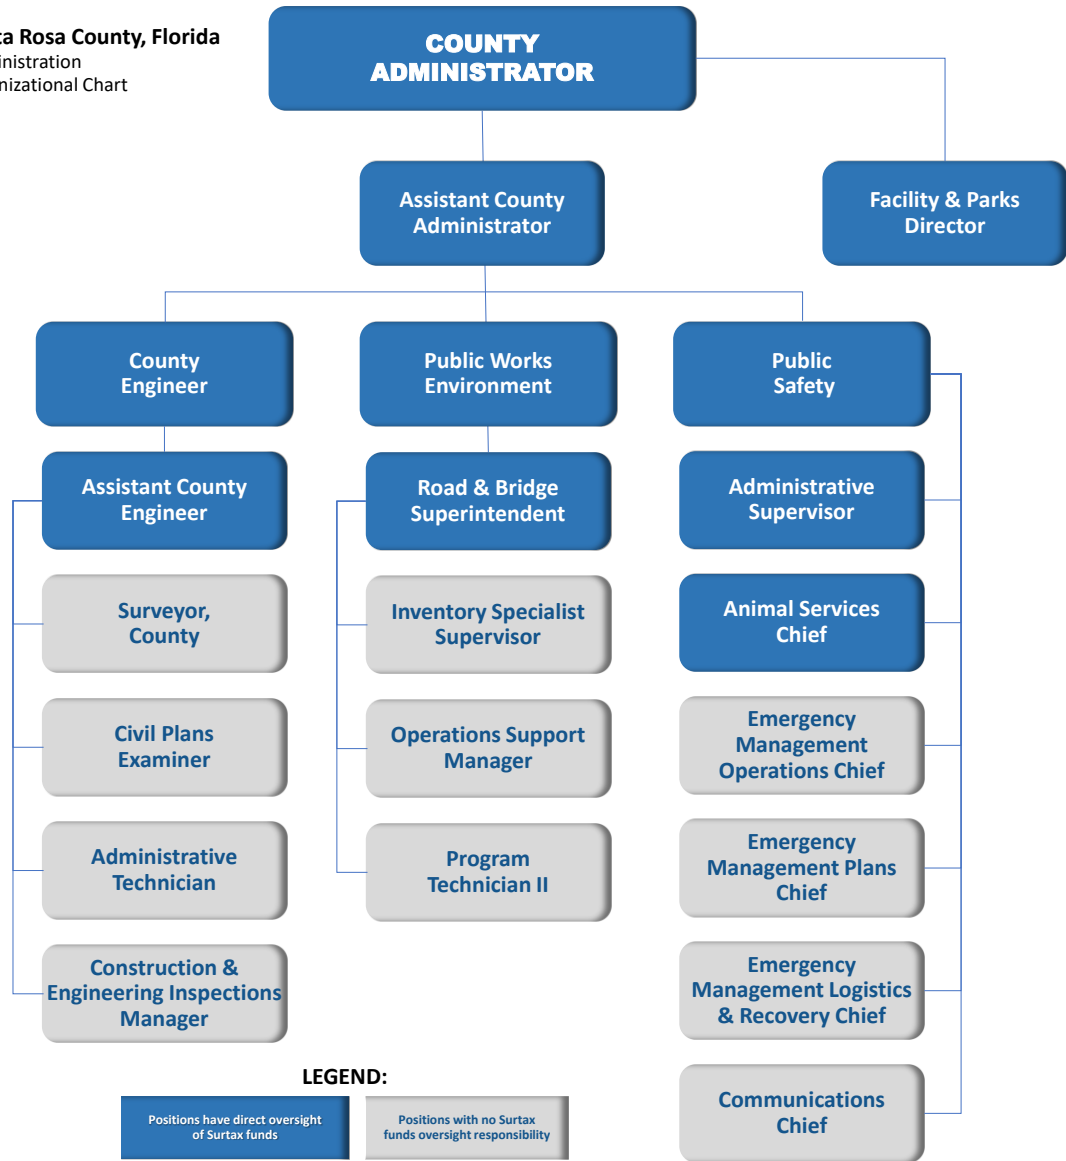 ta Rosa County, Florida
inistration
nizational Chart
COUNTY
ADMINISTRATOR
Assistant County
Administrator
Facility & Parks
Director
County
Engineer
Public Works
Environment
Public
Safety
Assistant County
Engineer
Road & Bridge
Superintendent
Administrative
Supervisor
Surveyor,
County
Inventory Specialist
Supervisor
Animal Services
Chief
Civil Plans
Examiner
Operations Support
Manager
Emergency
Management
Operations Chief
Administrative
Technician
Program
Technician II
Emergency
Management Plans
Chief
Construction &
Engineering Inspections
Manager
Emergency
Management Logistics
& Recovery Chief
Communications
Chief
LEGEND:
Positions have direct oversight
of Surtax funds
Positions with no Surtax
funds oversight responsibility